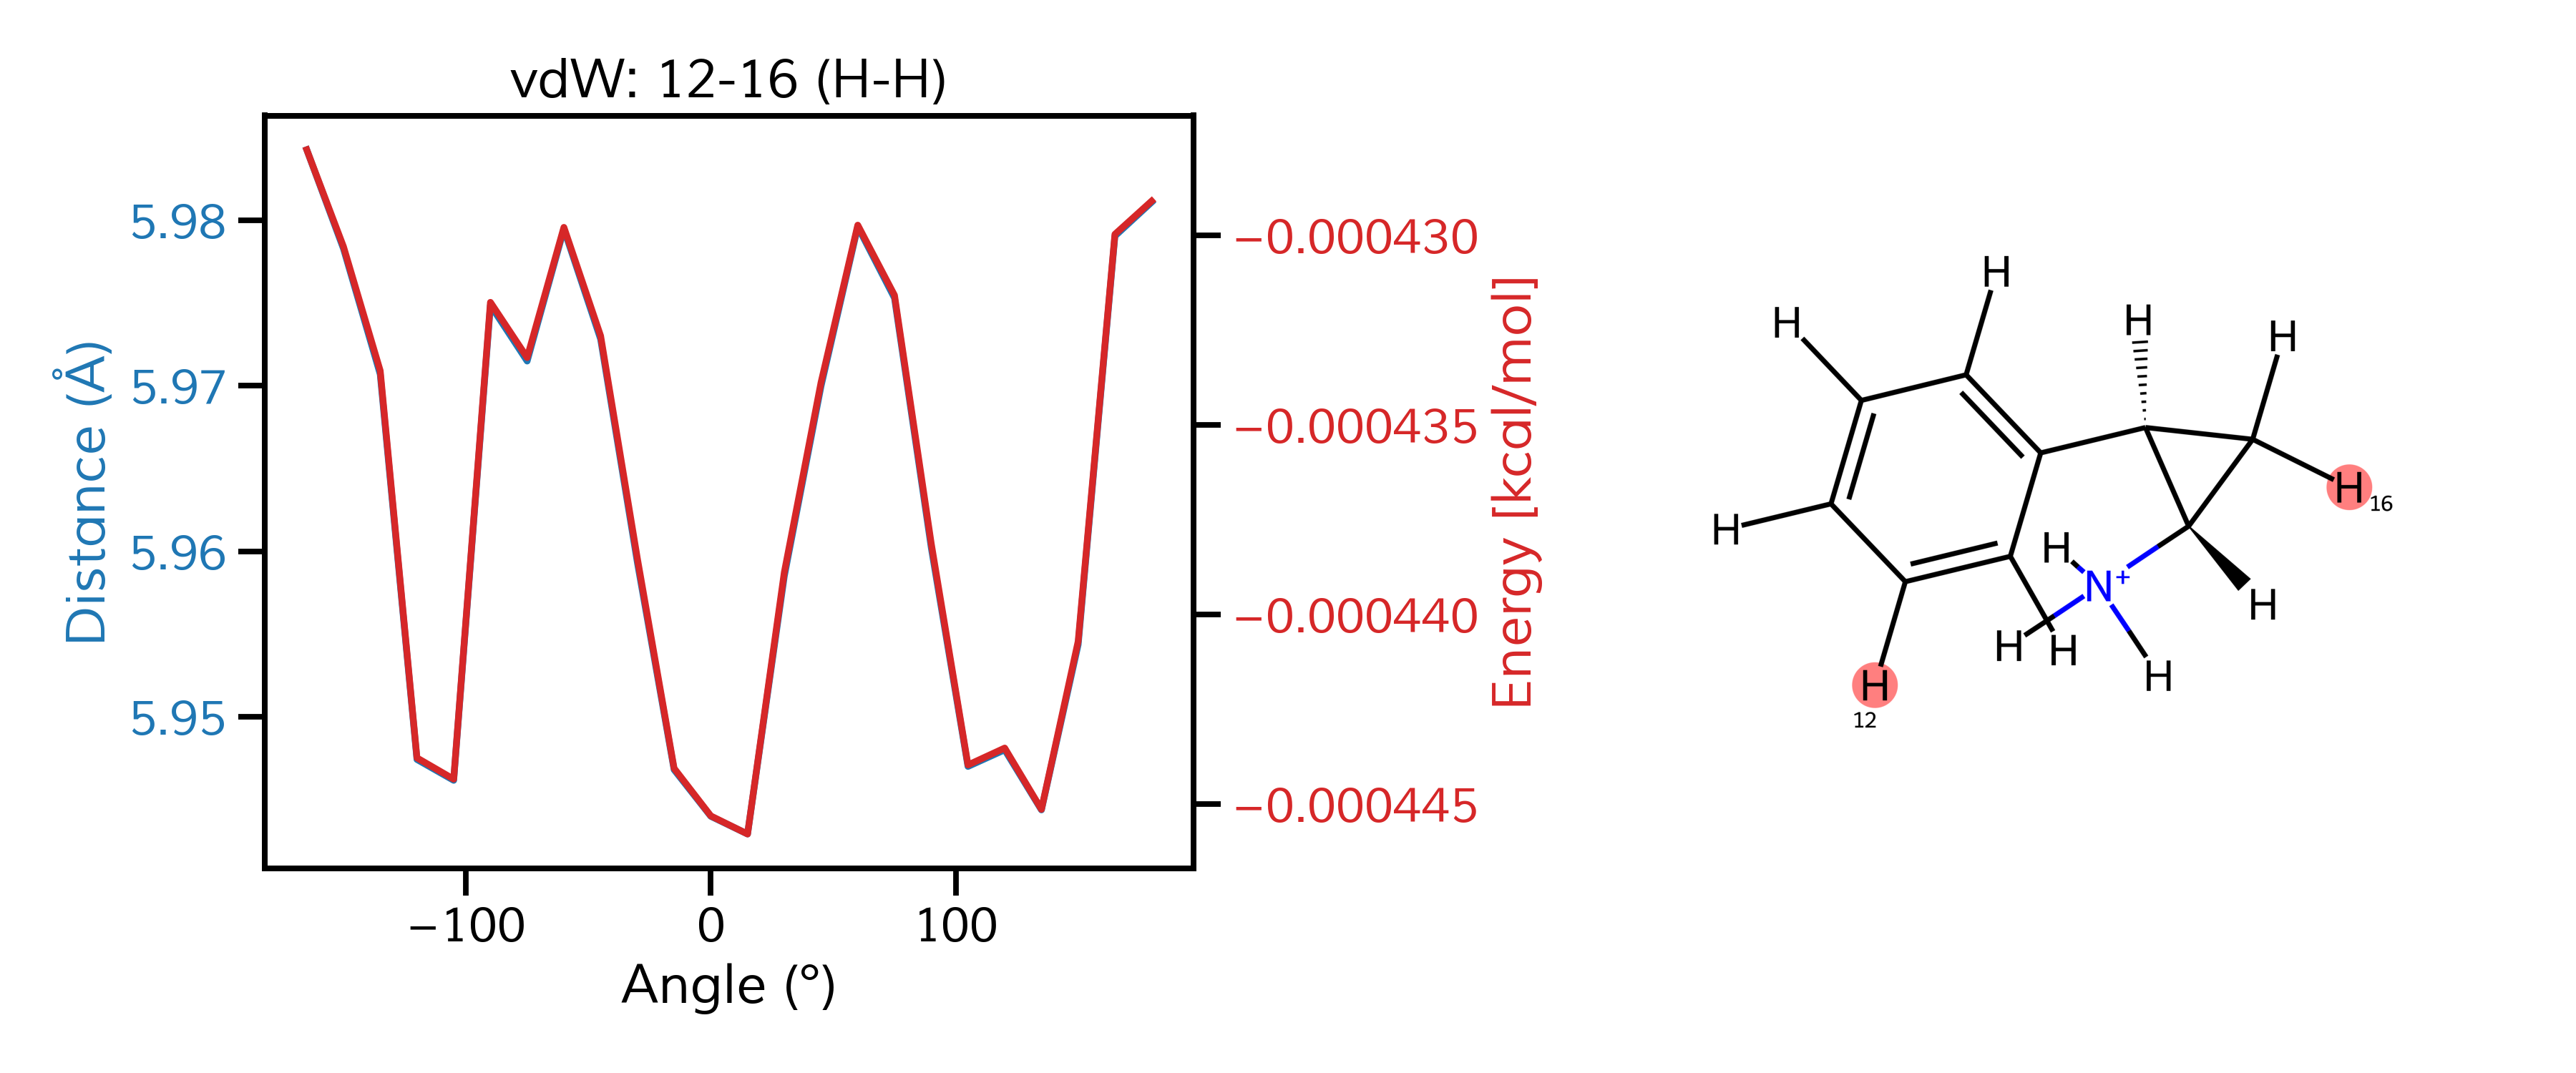 vdW: 12-16 (H-H)
Distance (Å)
5.98
5.97
5.96
5.95
−0.000430
−0.000435
−0.000440
−0.000445
Energy [kcal/mol]
−100
0
100
Angle (°)
H
H
H
H
H
H 16
H
H
N+
H
H
H
H
H
12